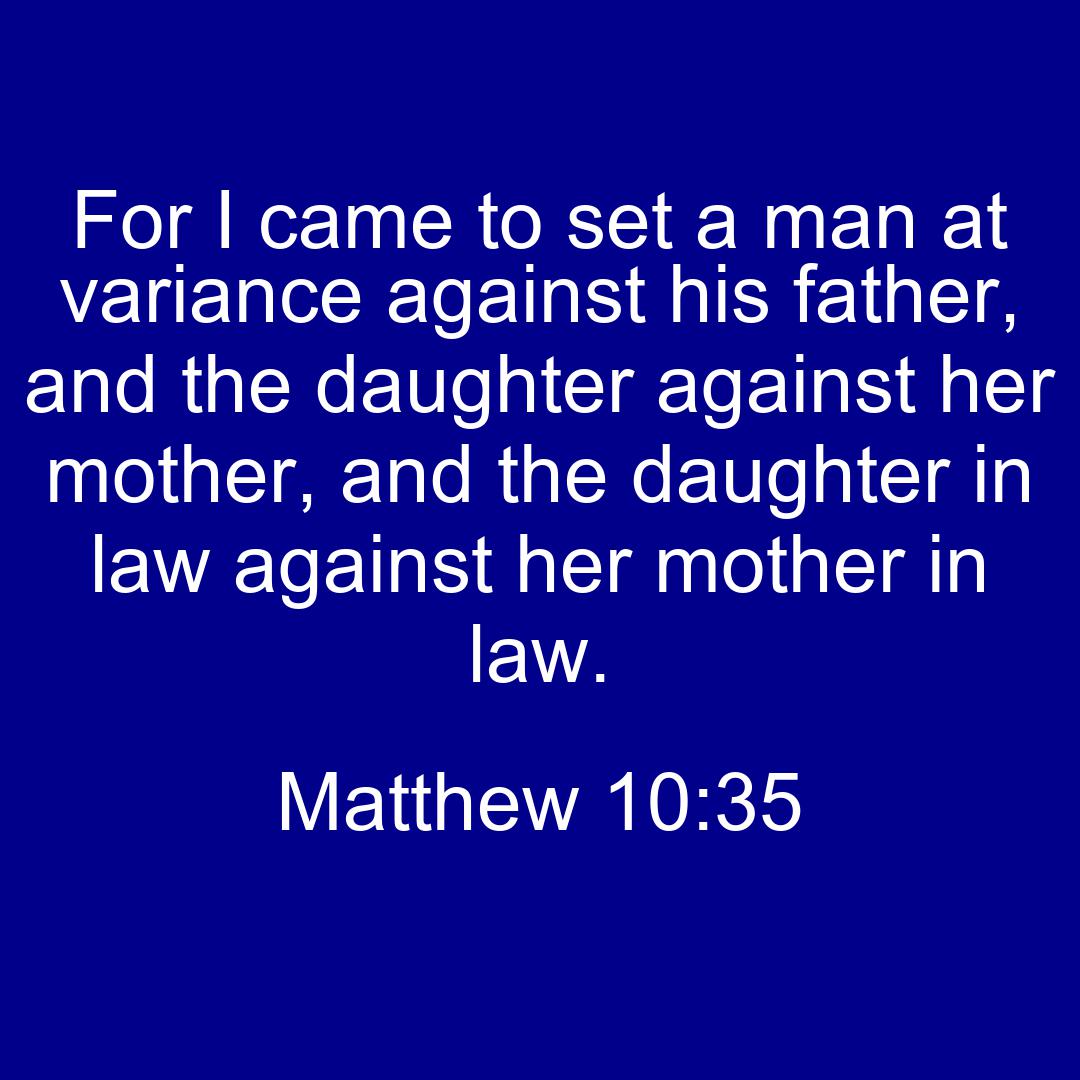 For I came to set a man at
variance against his father,
and the daughter against her
mother, and the daughter in
law against her mother in
law.
Matthew 10:35